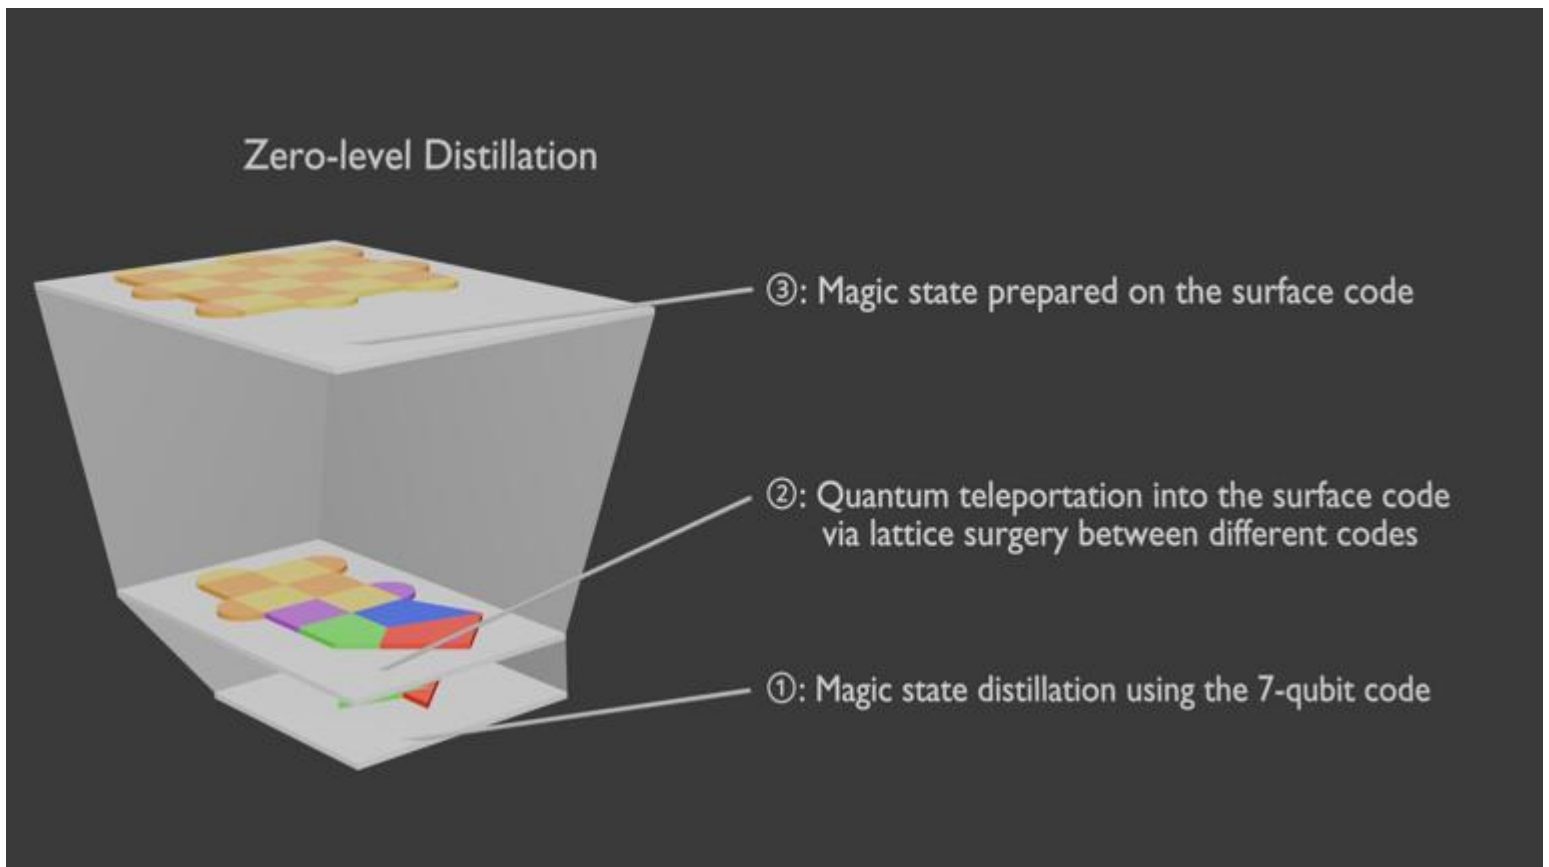 Zero-level Distillation
③: Magic state prepared on the surface code
②: Quantum teleportation into the surface code
via lattice surgery between different codes
①: Magic state distillation using the 7-qubit code